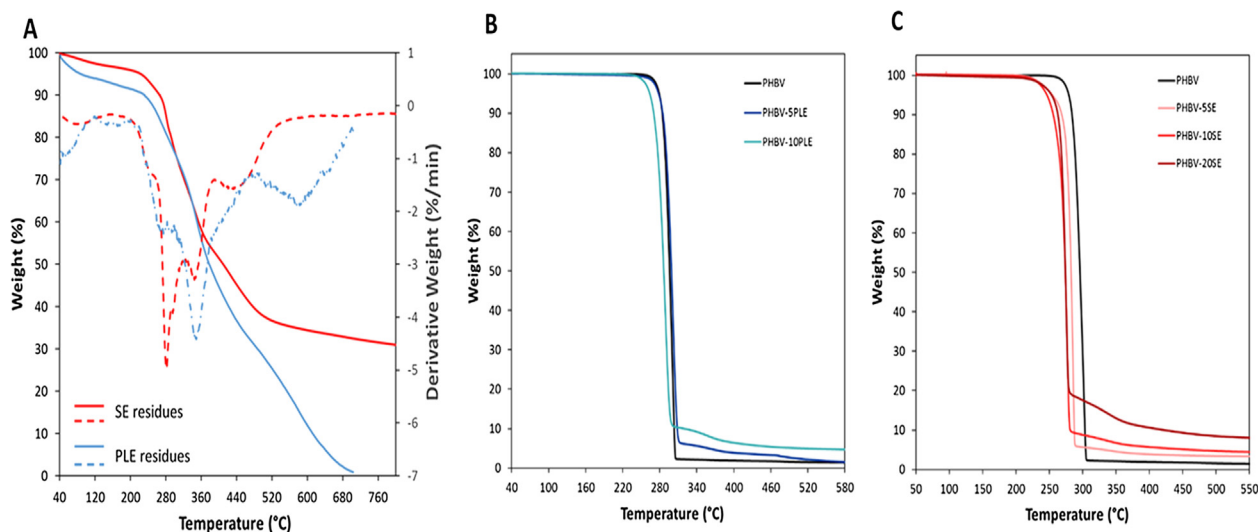 A
Weight (%)
100
90
80
70
60
50
40
30
20
10
0
1
0
-1
-2
-3
-4
-5
-6
-7
Derivative Weight (%/min)
SE residues
PLE residues
40 120 200 280 360 440 520 600 680 760
Temperature (°C)
B
Weight (%)
100
90
80
70
60
50
40
30
20
10
0
PHBV
PHBV-5PLE
PHBV-10PLE
40 100 160 220 280 340 400 460 520 580
Temperature (°C)
C
Weight (%)
100
90
80
70
60
50
40
30
20
10
0
PHBV
PHBV-5SE
PHBV-10SE
PHBV-20SE
50 100 150 200 250 300 350 400 450 500 550
Temperature (°C)